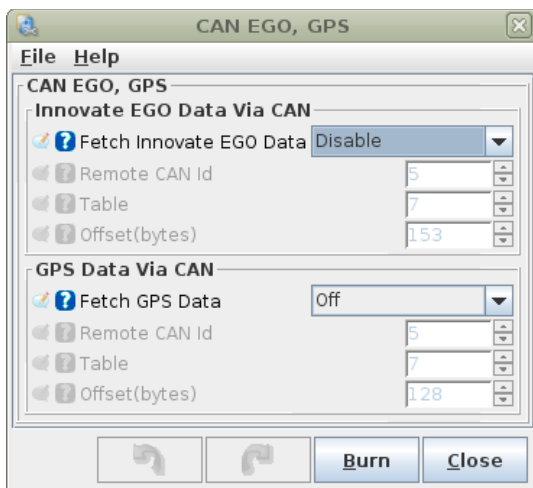 CAN EGO, GPS
File Help
CAN EGO, GPS
Innovate EGO Data Via CAN
? Fetch Innovate EGO Data Disable
? Remote CAN Id 5
? Table 7
? Offset(bytes) 153
GPS Data Via CAN
? Fetch GPS Data Off
? Remote CAN Id 5
? Table 7
? Offset(bytes) 128
Burn Close